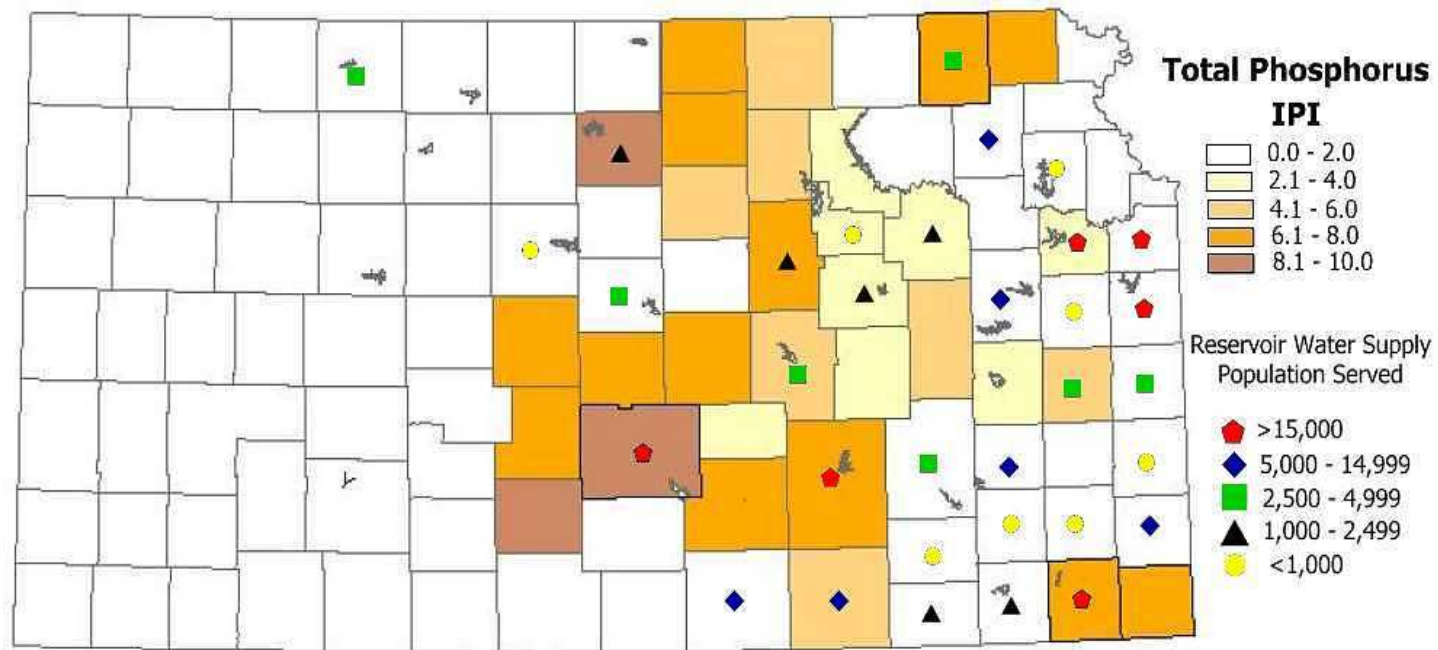 Total Phosphorus
IPI
0.0 - 2.0
2.1 - 4.0
4.1 - 6.0
6.1 - 8.0
8.1 - 10.0
Reservoir Water Supply
Population Served
>15,000
5,000 - 14,999
2,500 - 4,999
1,000 - 2,499
<1,000